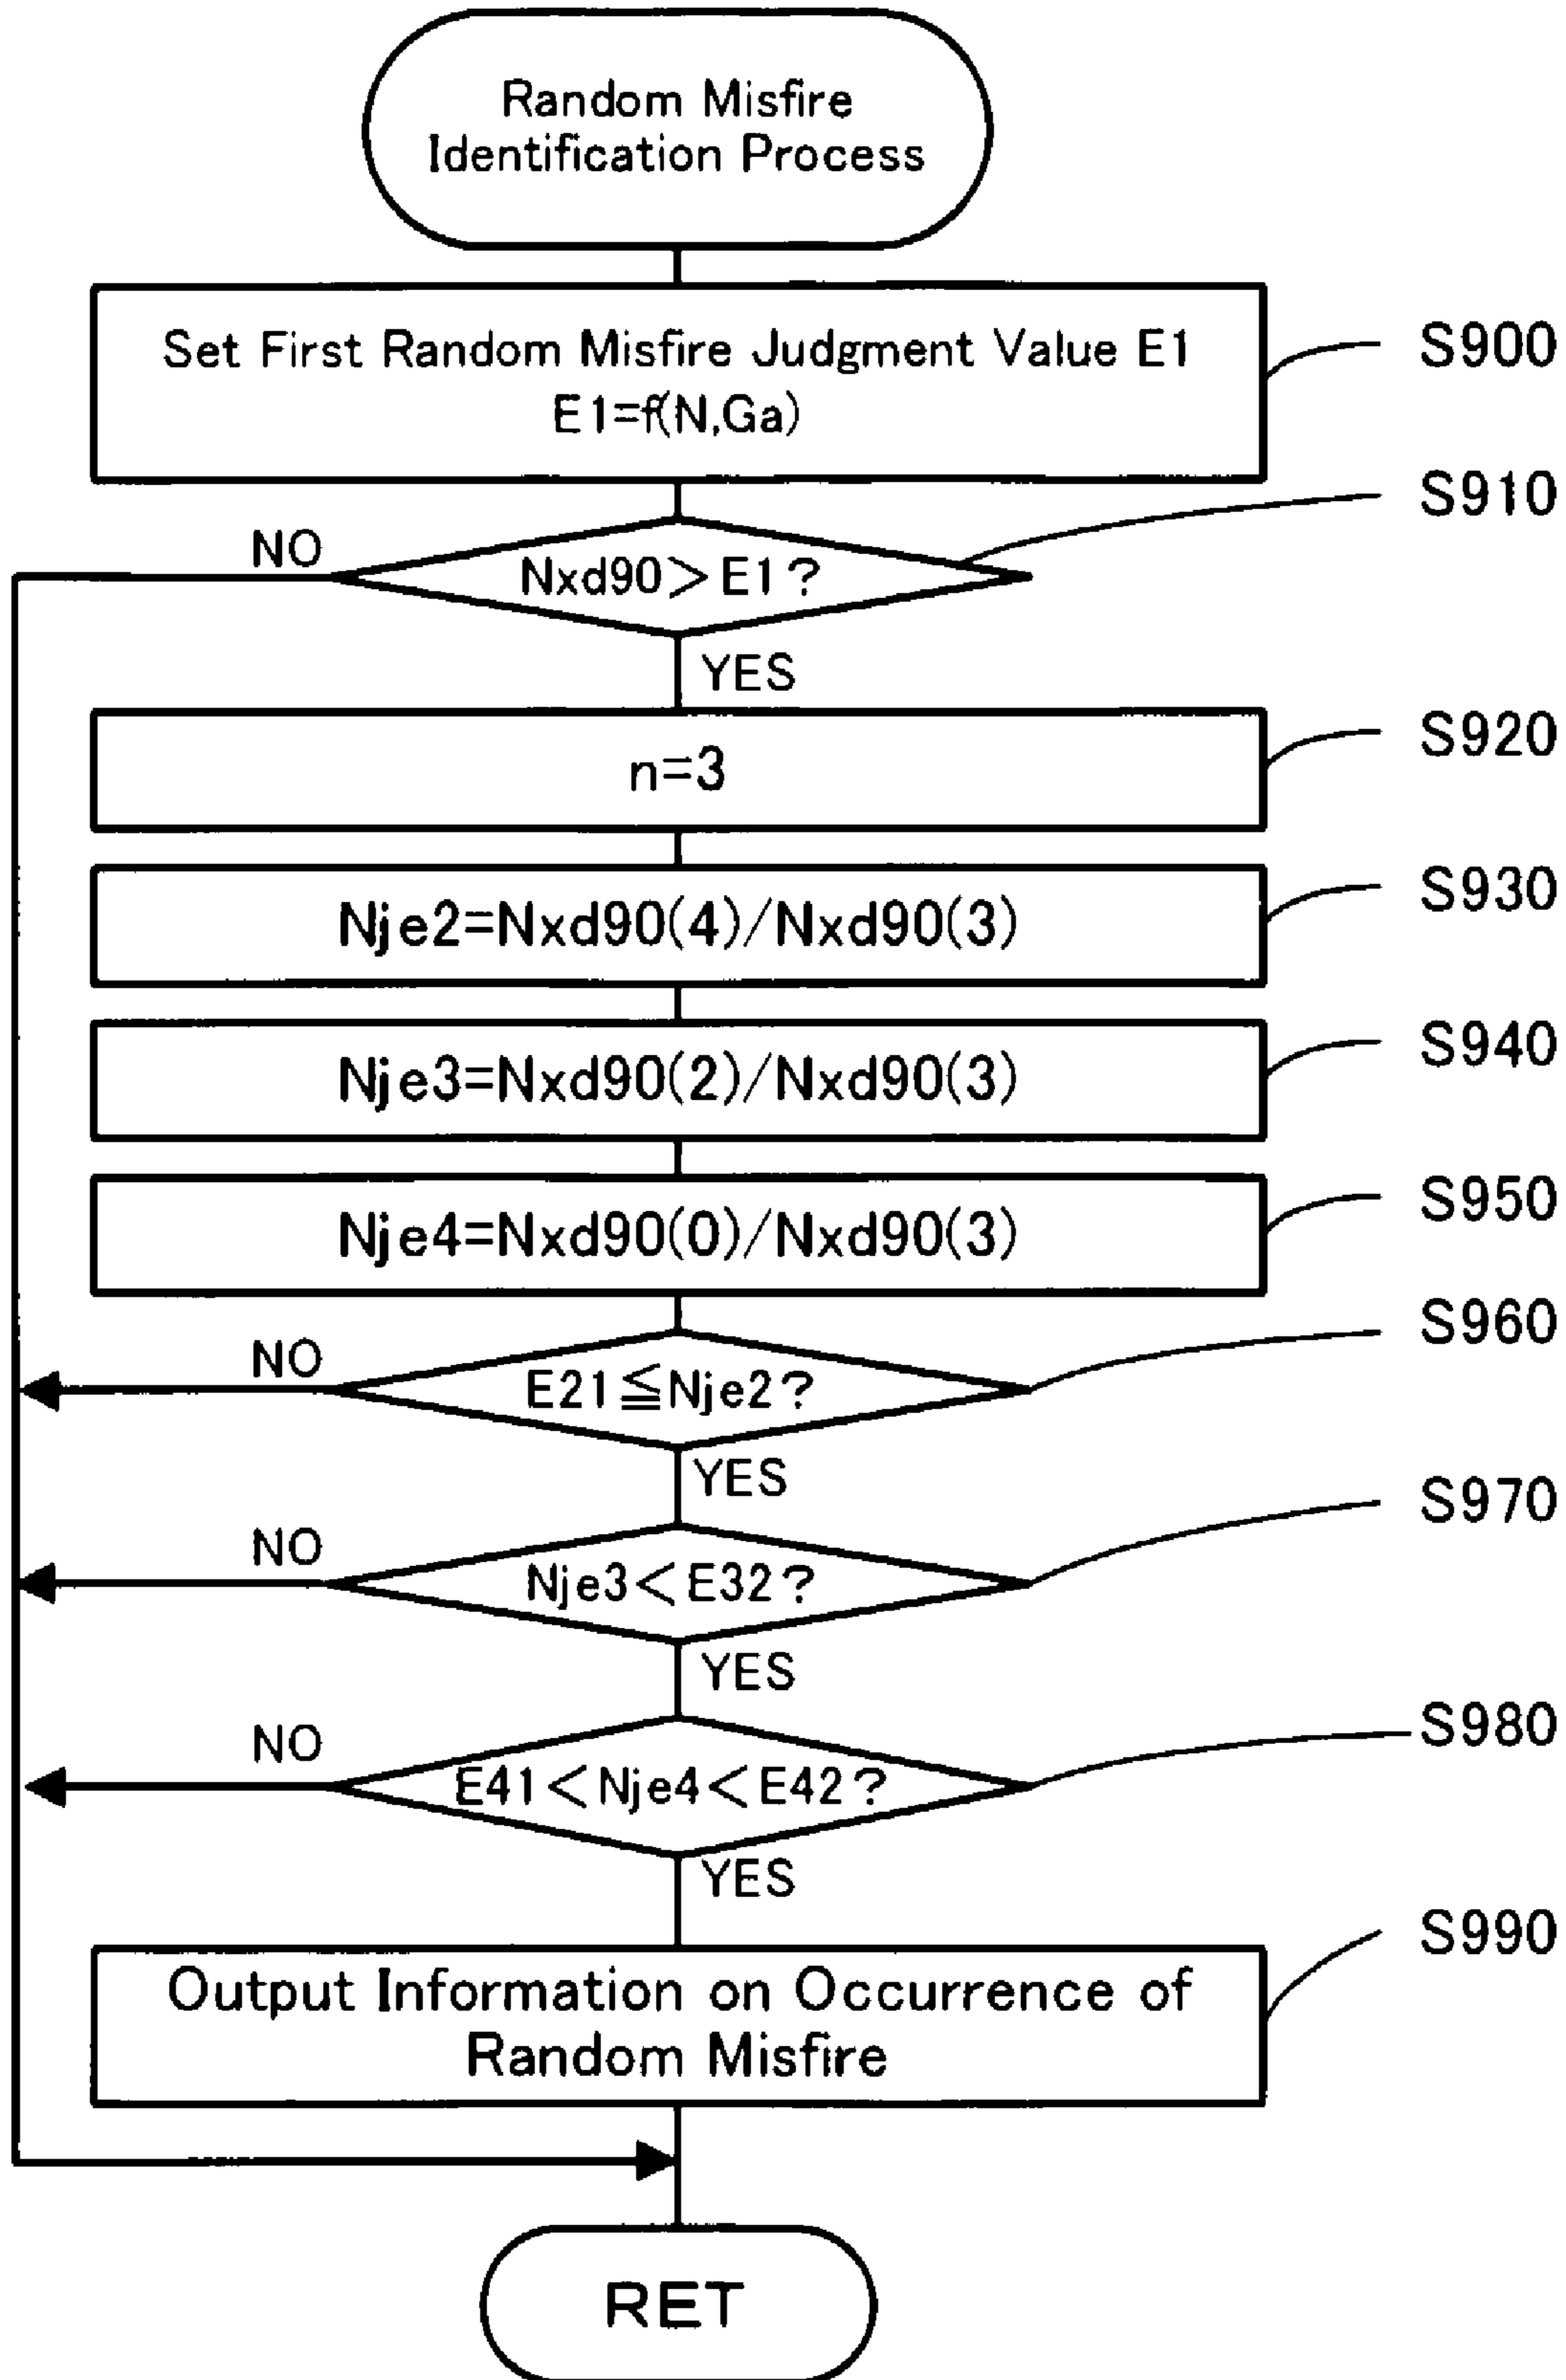 Random Misfire
Identification Process
Set First Random Misfire Judgment Value E1
E1=f(N,Ga)
S900
Nxd90>E1?
S910
NO
YES
n=3
S920
Nje2=Nxd90(4)/Nxd90(3)
S930
Nje3=Nxd90(2)/Nxd90(3)
S940
Nje4=Nxd90(0)/Nxd90(3)
S950
E21≦Nje2?
S960
NO
YES
Nje3<E32?
S970
NO
YES
E41<Nje4<E42?
S980
NO
YES
Output Information on Occurrence of
Random Misfire
S990
RET